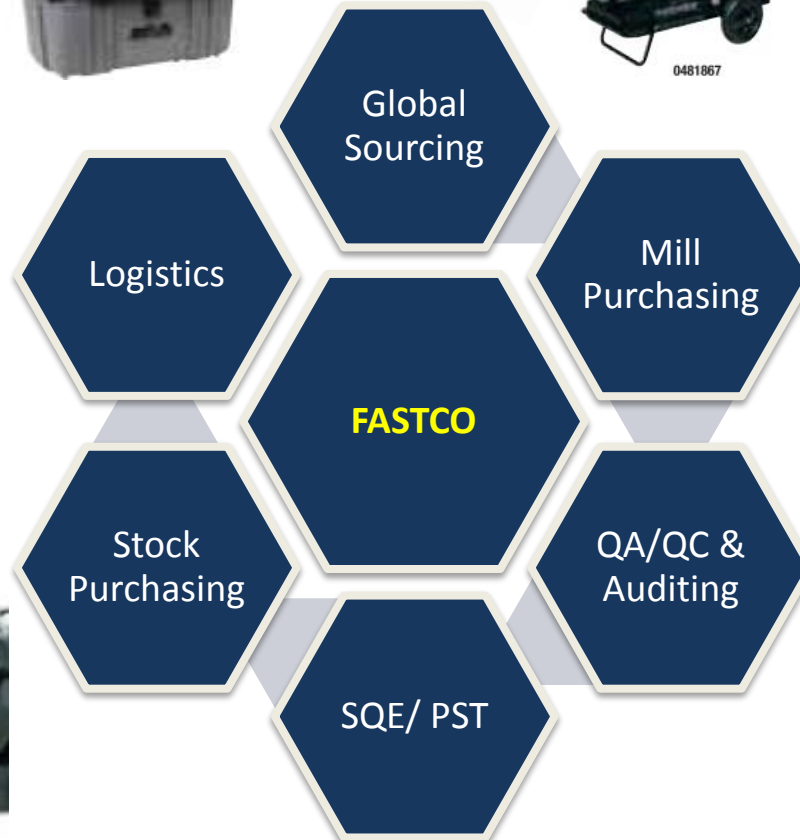 0481867
Global
Sourcing
Logistics
Mill
Purchasing
FASTCO
Stock
Purchasing
QA/QC &
Auditing
SQE/ PST